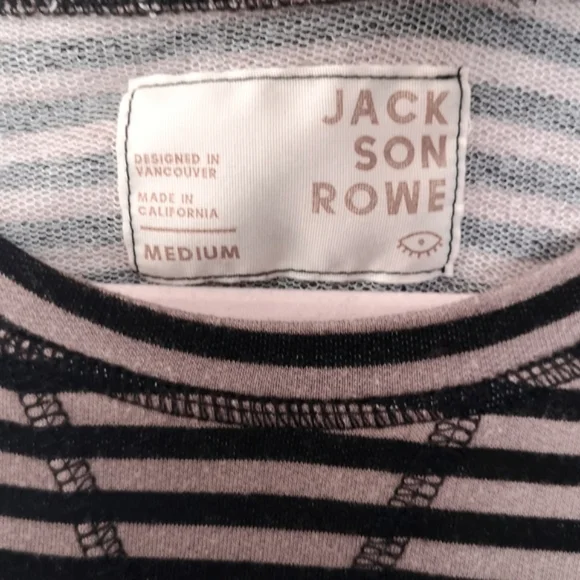 JACK
SON
ROWE
DESIGNED IN
VANCOUVER
MADE IN
CALIFORNIA
MEDIUM